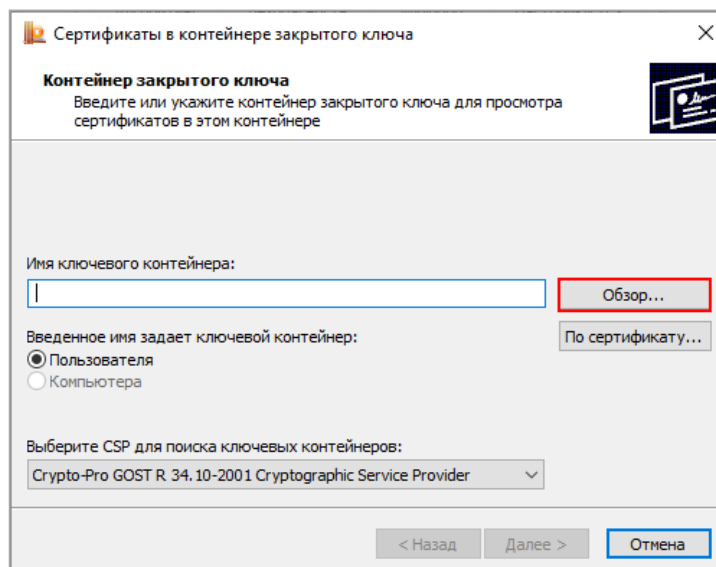 Сертификаты в контейнере закрытого ключа
Контейнер закрытого ключа
Введите или укажите контейнер закрытого ключа для просмотра
сертификатов в этом контейнере
Имя ключевого контейнера:
Обзор...
Введенное имя задает ключевой контейнер:
По сертификату...
Пользователя
Компьютера
Выберите CSP для поиска ключевых контейнеров:
Crypto-Pro GOST R 34.10-2001 Cryptographic Service Provider
< Назад
Далее >
Отмена